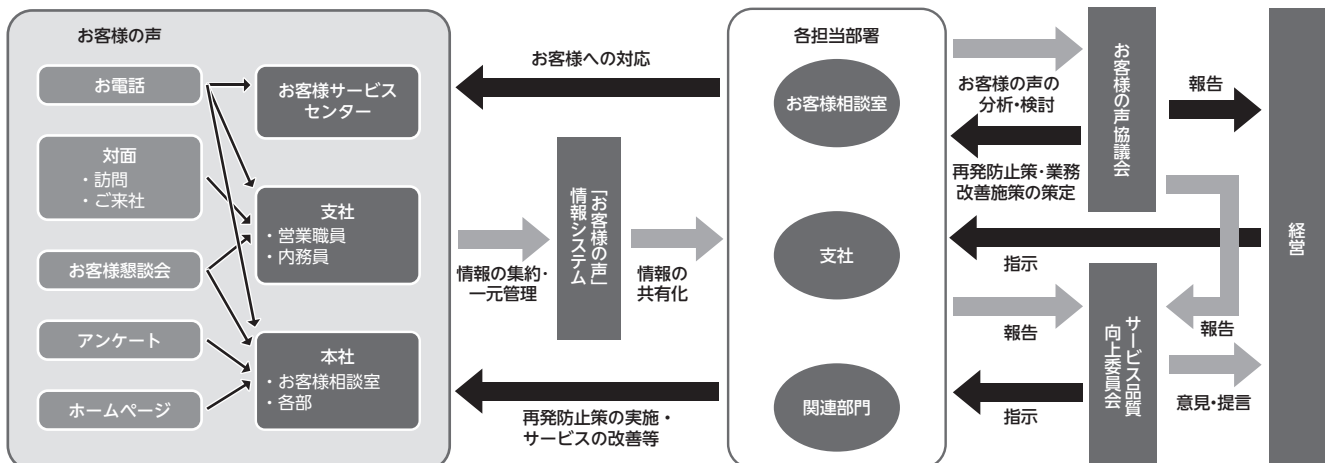 お客様の声
お電話
対面
・訪問
・ご来社
お客様懇談会
アンケート
ホームページ
お客様サービス
センター
支社
・営業職員
・内務員
本社
・お客様相談室
・各部
お客様への対応
情報の集約・
一元管理
「お客様の声」
情報システム
情報の
共有化
再発防止策の実施・
サービスの改善等
各担当部署
お客様相談室
支社
関連部門
お客様の声の
分析・検討
再発防止策・業務
改善施策の策定
お客様の声協議会
報告
指示
報告
報告
サービス品質
向上委員会
指示
意見・提言
経営